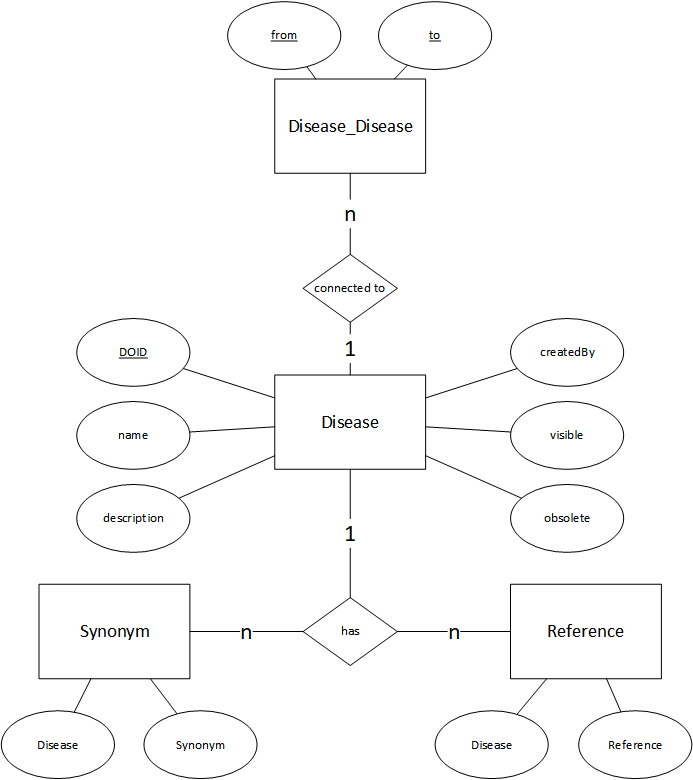 from
to
Disease_Disease
n
connected to
1
DOID
createdBy
Disease
name
visible
description
obsolete
1
Synonym
n
has
n
Reference
Disease
Synonym
Disease
Reference